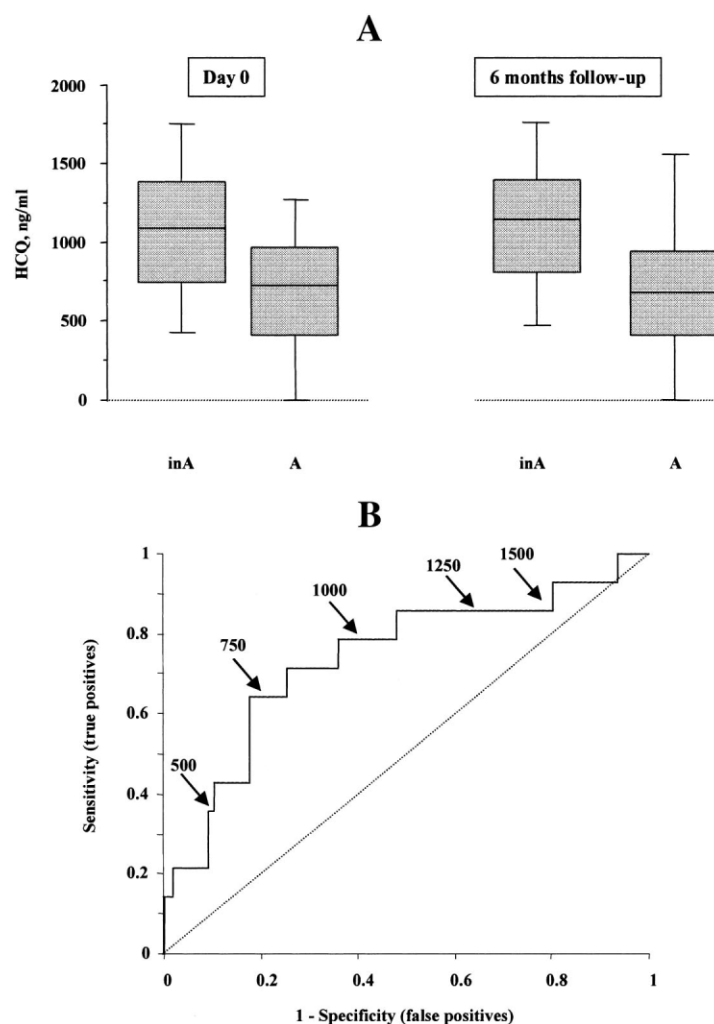 A
Day 0
6 months follow-up
2000
1500
1000
500
0
HCQ, ng/ml
inA
A
inA
A
B
1
0.8
0.6
0.4
0.2
0
Sensitivity (true positives)
500
750
1000
1250
1500
0
0.2
0.4
0.6
0.8
1
1 - Specificity (false positives)